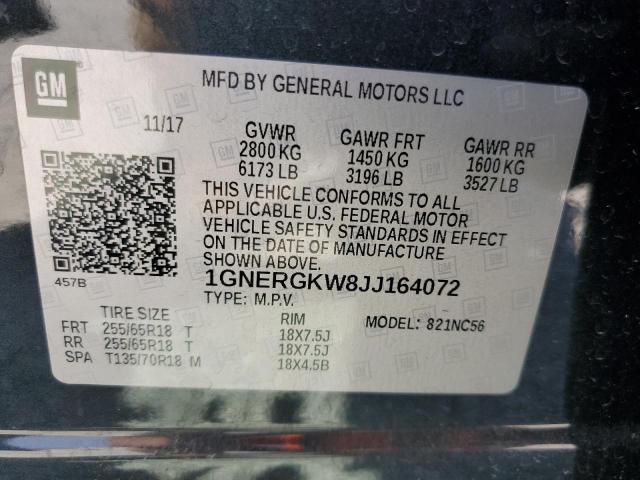 GM
MFD BY GENERAL MOTORS LLC
11/17
GVWR GAWR FRT GAWR RR
2800 KG 1450 KG 1600 KG
6173 LB 3196 LB 3527 LB
THIS VEHICLE CONFORMS TO ALL
APPLICABLE U.S. FEDERAL MOTOR
VEHICLE SAFETY STANDARDS IN EFFECT
ON THE DATE OF MANUFACTURE
SHOWN ABOVE.
457B
1GNERGKW8JJ164072
TYPE: M.P.V.
TIRE SIZE RIM MODEL: 821NC56
FRT 255/65R18 T 18X7.5J
RR 255/65R18 T 18X7.5J
SPA T135/70R18 M 18X4.5B